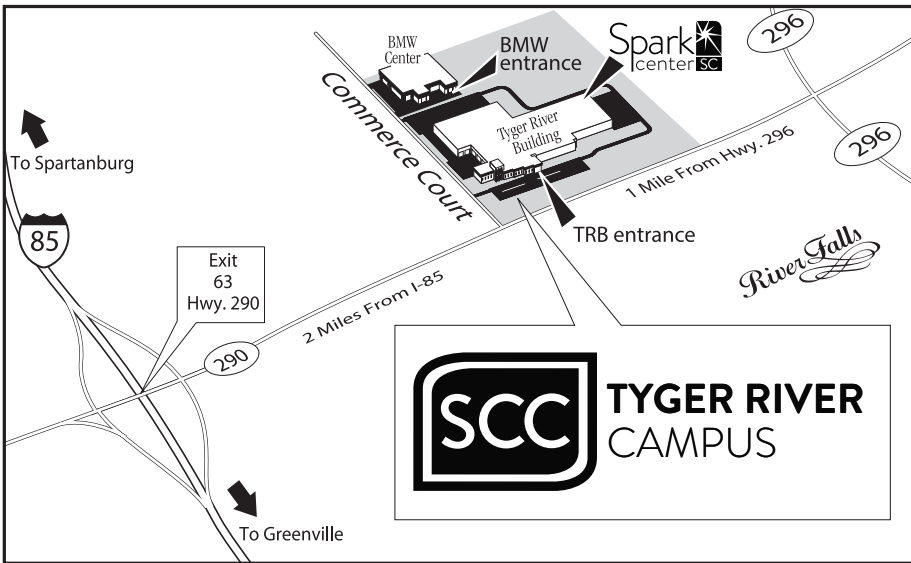 BMW
Center
BMW
entrance
Spark
center SC
296
Commerce Court
Tyger River
Building
296
To Spartanburg
1 Mile From Hwy. 296
85
TRB entrance
Exit
63
Hwy. 290
River Falls
2 Miles From I-85
290
SCC
TYGER RIVER
CAMPUS
To Greenville